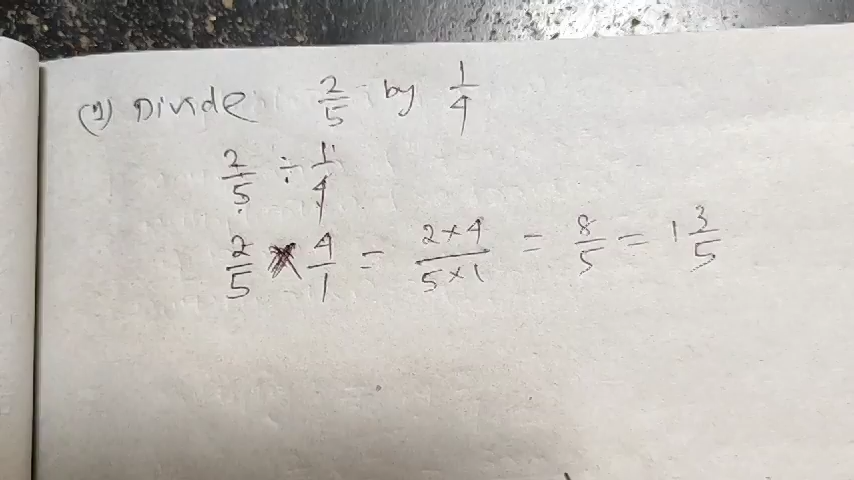 (1) Divide 2/5 by 1/4
2/5 ÷ 1/4
2/5 × 4/1 = 2×4/5×1 = 8/5 = 1 3/5